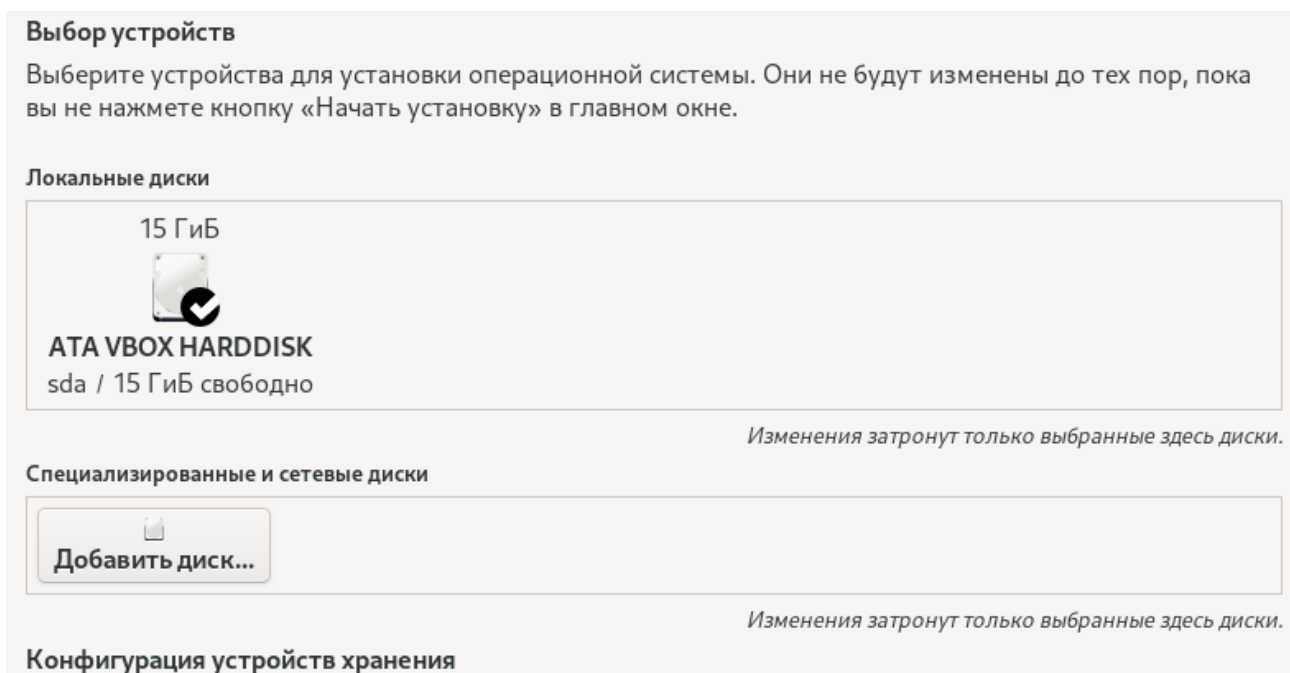 Выбор устройств
Выберите устройства для установки операционной системы. Они не будут изменены до тех пор, пока
вы не нажмете кнопку «Начать установку» в главном окне.
Локальные диски
15 ГиБ
ATA VBOX HARDDISK
sda / 15 ГиБ свободно
Изменения затронут только выбранные здесь диски.
Специализированные и сетевые диски
Добавить диск...
Изменения затронут только выбранные здесь диски.
Конфигурация устройств хранения